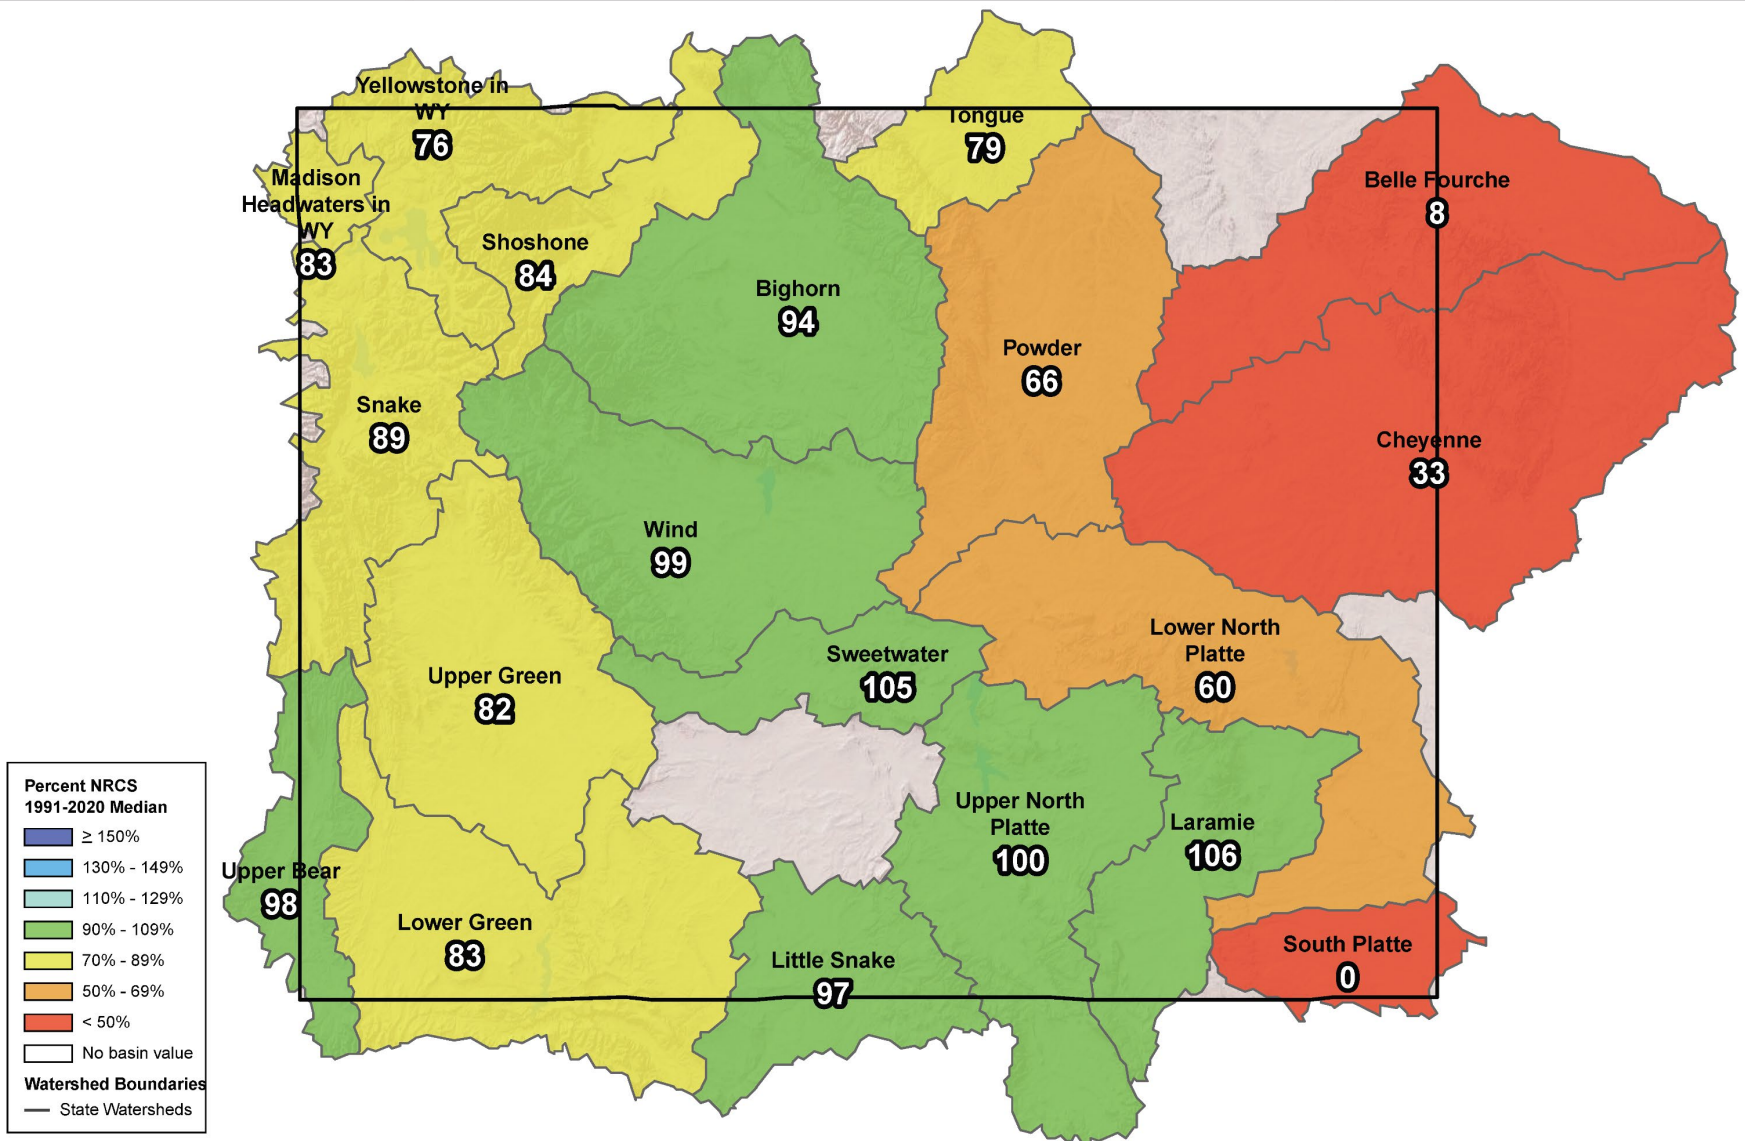 Yellowstone in
WY
76
Tongue
79
Madison
Headwaters in
WY
83
Belle Fourche
8
Shoshone
84
Bighorn
94
Powder
66
Snake
89
Cheyenne
33
Wind
99
Lower North
Platte
60
Sweetwater
105
Upper Green
82
Upper North
Platte
100
Laramie
106
Upper Bear
98
Lower Green
83
Little Snake
97
South Platte
0
Percent NRCS
1991-2020 Median
≥ 150%
130% - 149%
110% - 129%
90% - 109%
70% - 89%
50% - 69%
< 50%
No basin value
Watershed Boundaries
State Watersheds